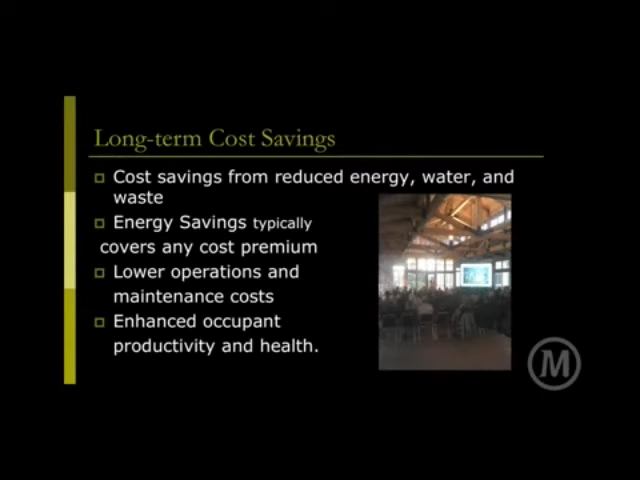 Long-term Cost Savings
Cost savings from reduced energy, water, and
waste
Energy Savings typically
covers any cost premium
Lower operations and
maintenance costs
Enhanced occupant
productivity and health.
M